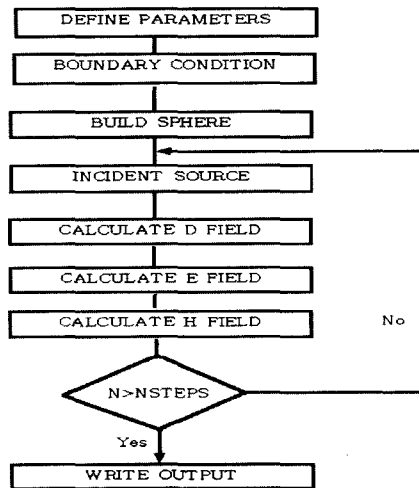 DEFINE PARAMETERS
BOUNDARY CONDITION
BUILD SPHERE
INCIDENT SOURCE
CALCULATE D FIELD
CALCULATE E FIELD
CALCULATE H FIELD
No
N>NSTEPS
Yes
WRITE OUTPUT